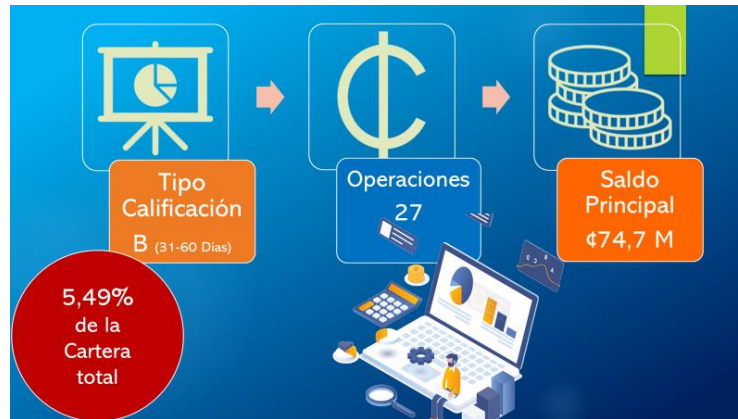 Tipo
Calificación
B (31-60 Días)
Operaciones
27
Saldo
Principal
¢74,7 M
5,49%
de la
Cartera
total
A B C D